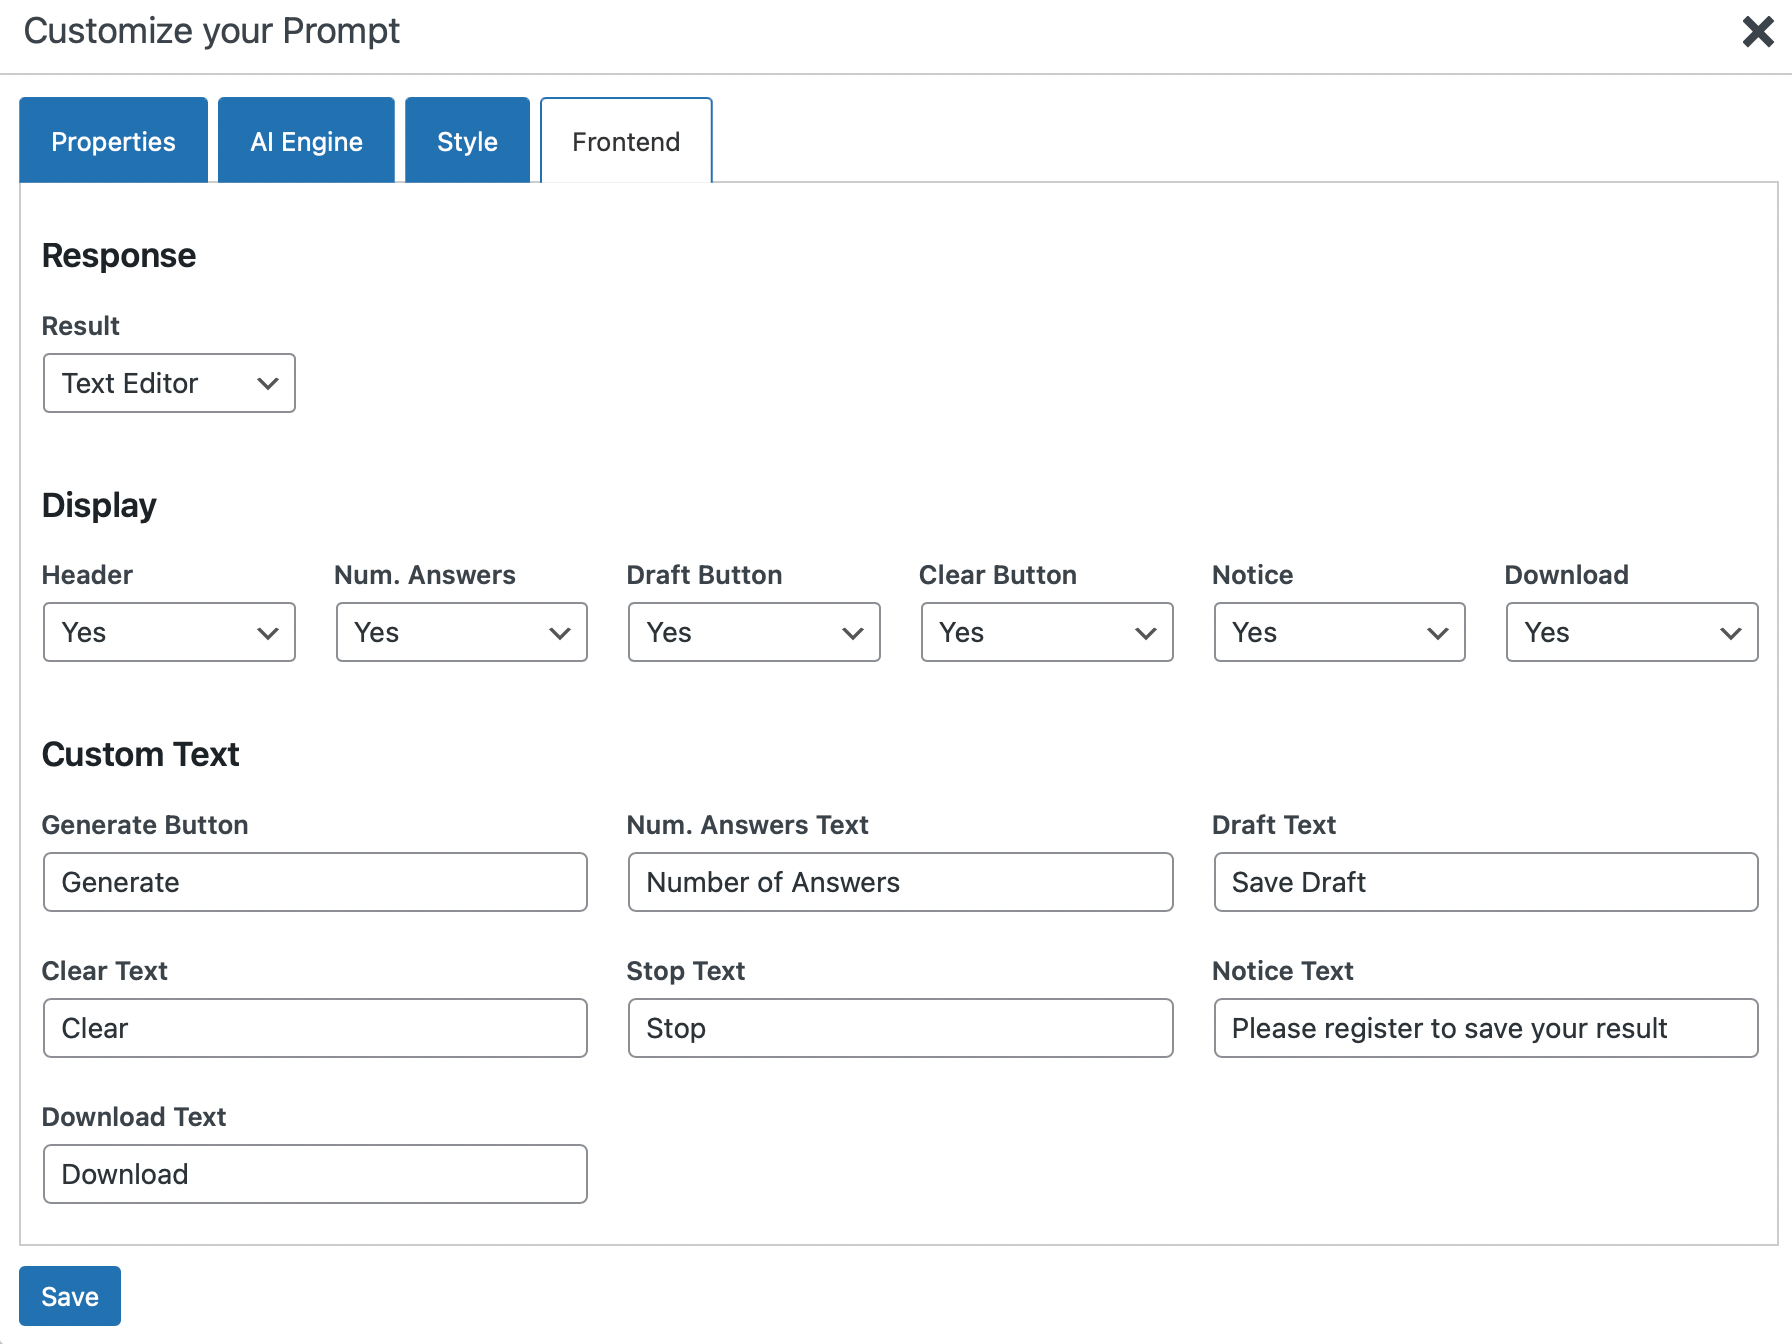 Customize your Prompt
Properties AI Engine Style Frontend
Response
Result
Text Editor
Display
Header Num. Answers Draft Button Clear Button Notice Download
Yes Yes Yes Yes Yes Yes
Custom Text
Generate Button Num. Answers Text Draft Text
Generate Number of Answers Save Draft
Clear Text Stop Text Notice Text
Clear Stop Please register to save your result
Download Text
Download
Save